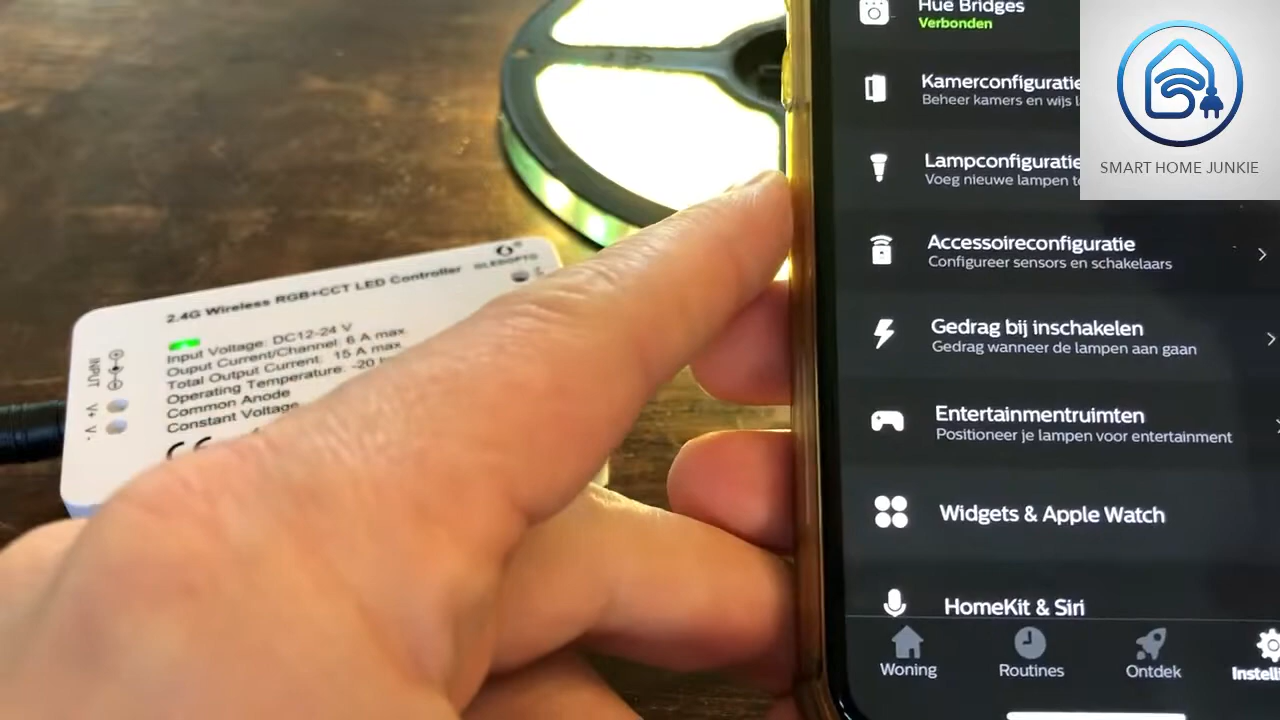 Hue Bridges
Verbonden
Kamerconfiguratie
Beheer kamers en wijs
Lampconfiguratie
Voeg nieuwe lampen
Accessoireconfiguratie
Configureer sensors en schakelaars
Gedrag bij inschakelen
Gedrag wanneer de lampen aan gaan
Entertainmentruimten
Positioneer je lampen voor entertainment
Widgets & Apple Watch
HomeKit & Siri
Woning
Routines
Ontdek
Instelli
SMART HOME JUNKIE
GLEDOPTO
2.4G Wireless RGB+CCT LED Controller
Input Voltage: DC12-24 V
Ouput Current/Channel: 6 A max
Total Output Current: 15 A max
Operating Temperature: -20
Common Anode
Constant Voltage
CE
INPUT
V+ V-